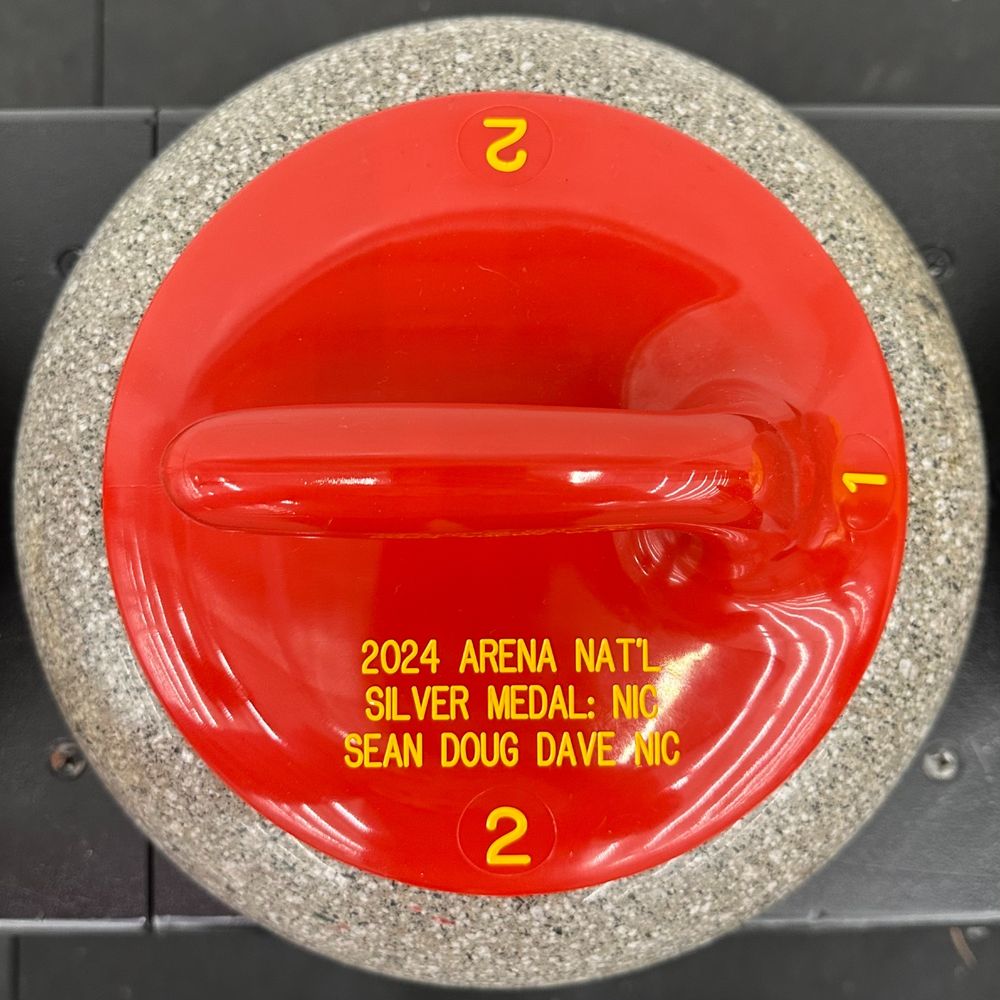 2
1
2024 ARENA NAT'L
SILVER MEDAL: NIC
SEAN DOUG DAVE NIC
2